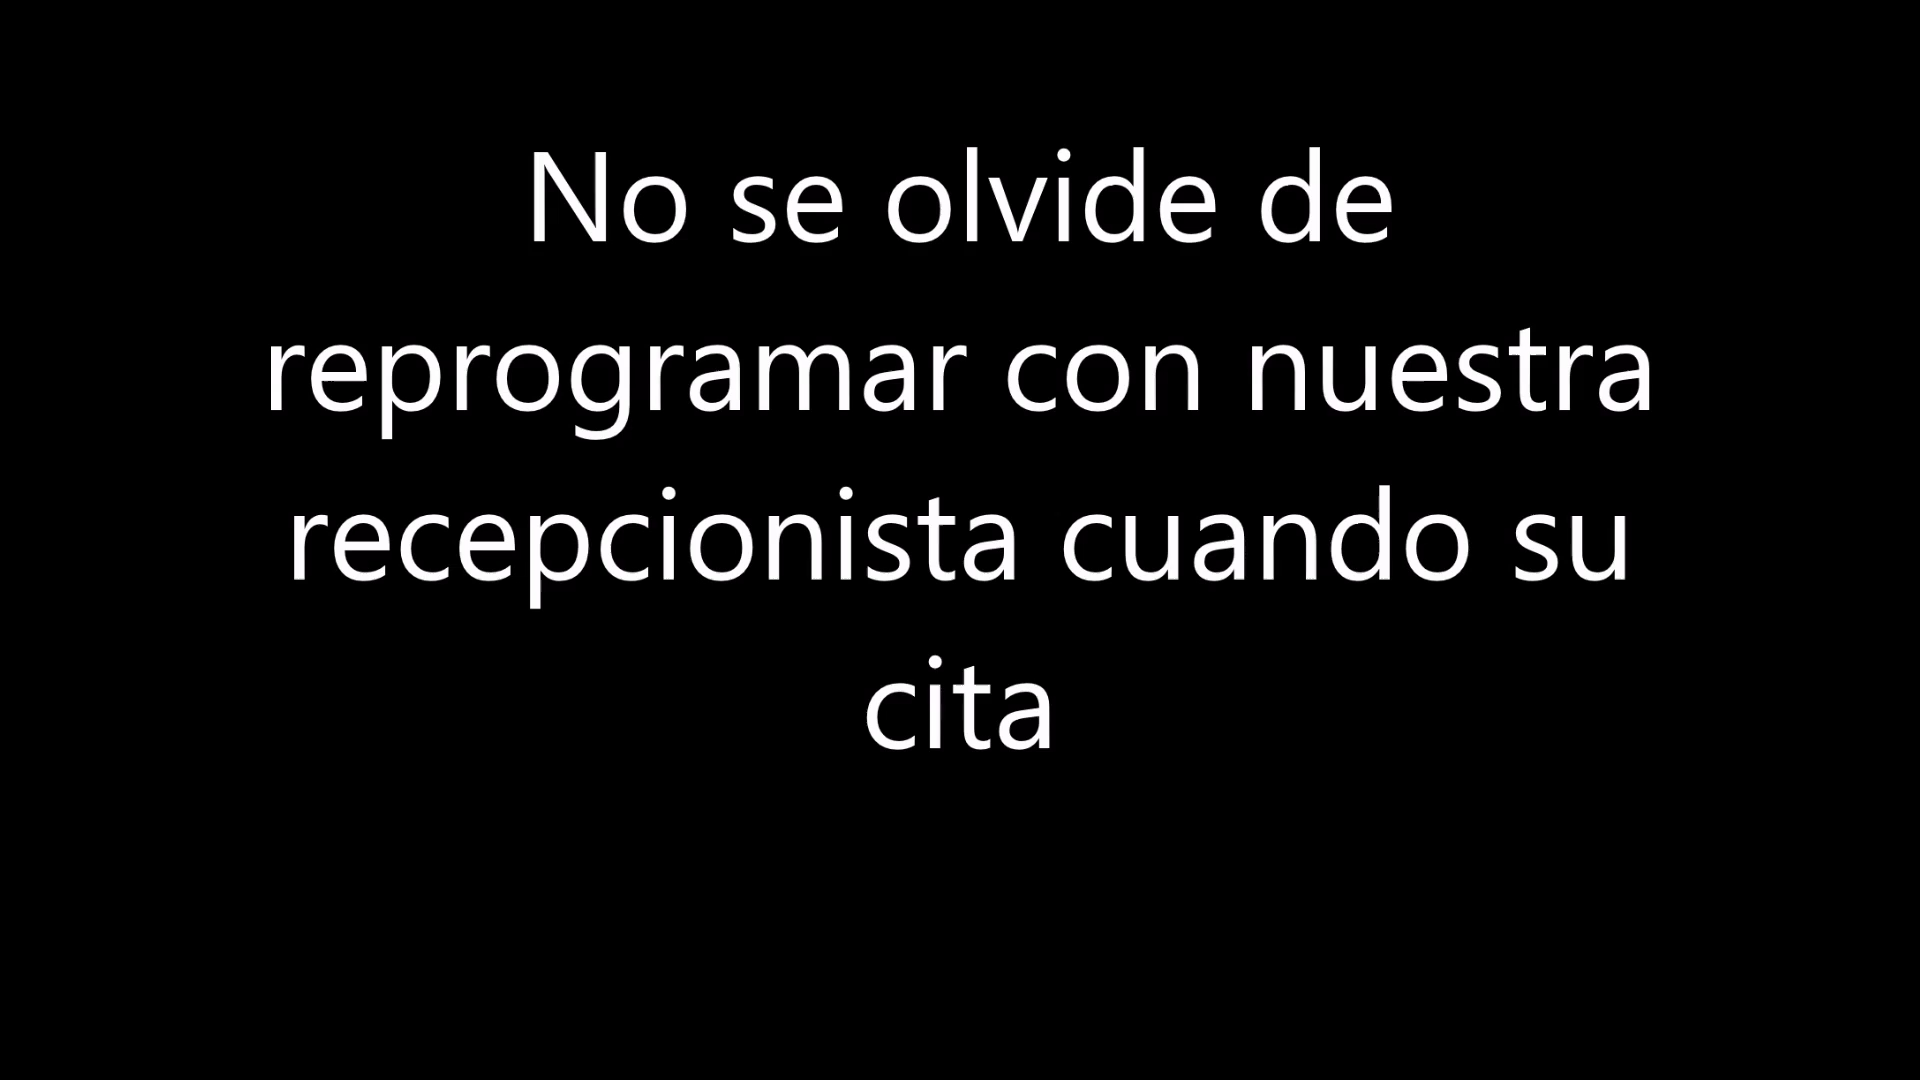 No se olvide de
reprogramar con nuestra
recepcionista cuando su
cita